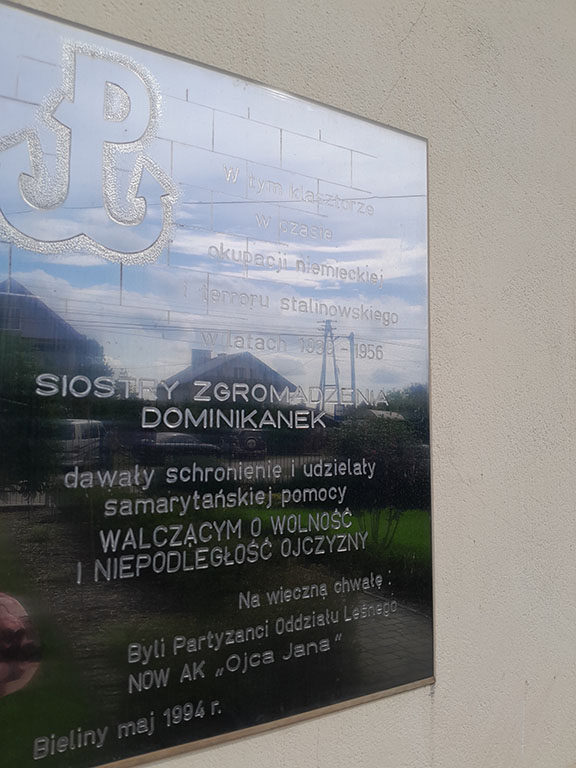 W tym klasztorze
w czasie
okupacji niemieckiej
i terroru stalinowskiego
w latach 1939 - 1956
SIOSTRY ZGROMADZENIA
DOMINIKANEK
dawały schronienie i udzielały
samarytańskiej pomocy
WALCZĄCYM O WOLNOŚĆ
I NIEPODLEGŁOŚĆ OJCZYZNY
Na wieczną chwałę :
Byli Partyzanci Oddziału Leśnego
NOW AK „Ojca Jana"
Bieliny maj 1994 r.